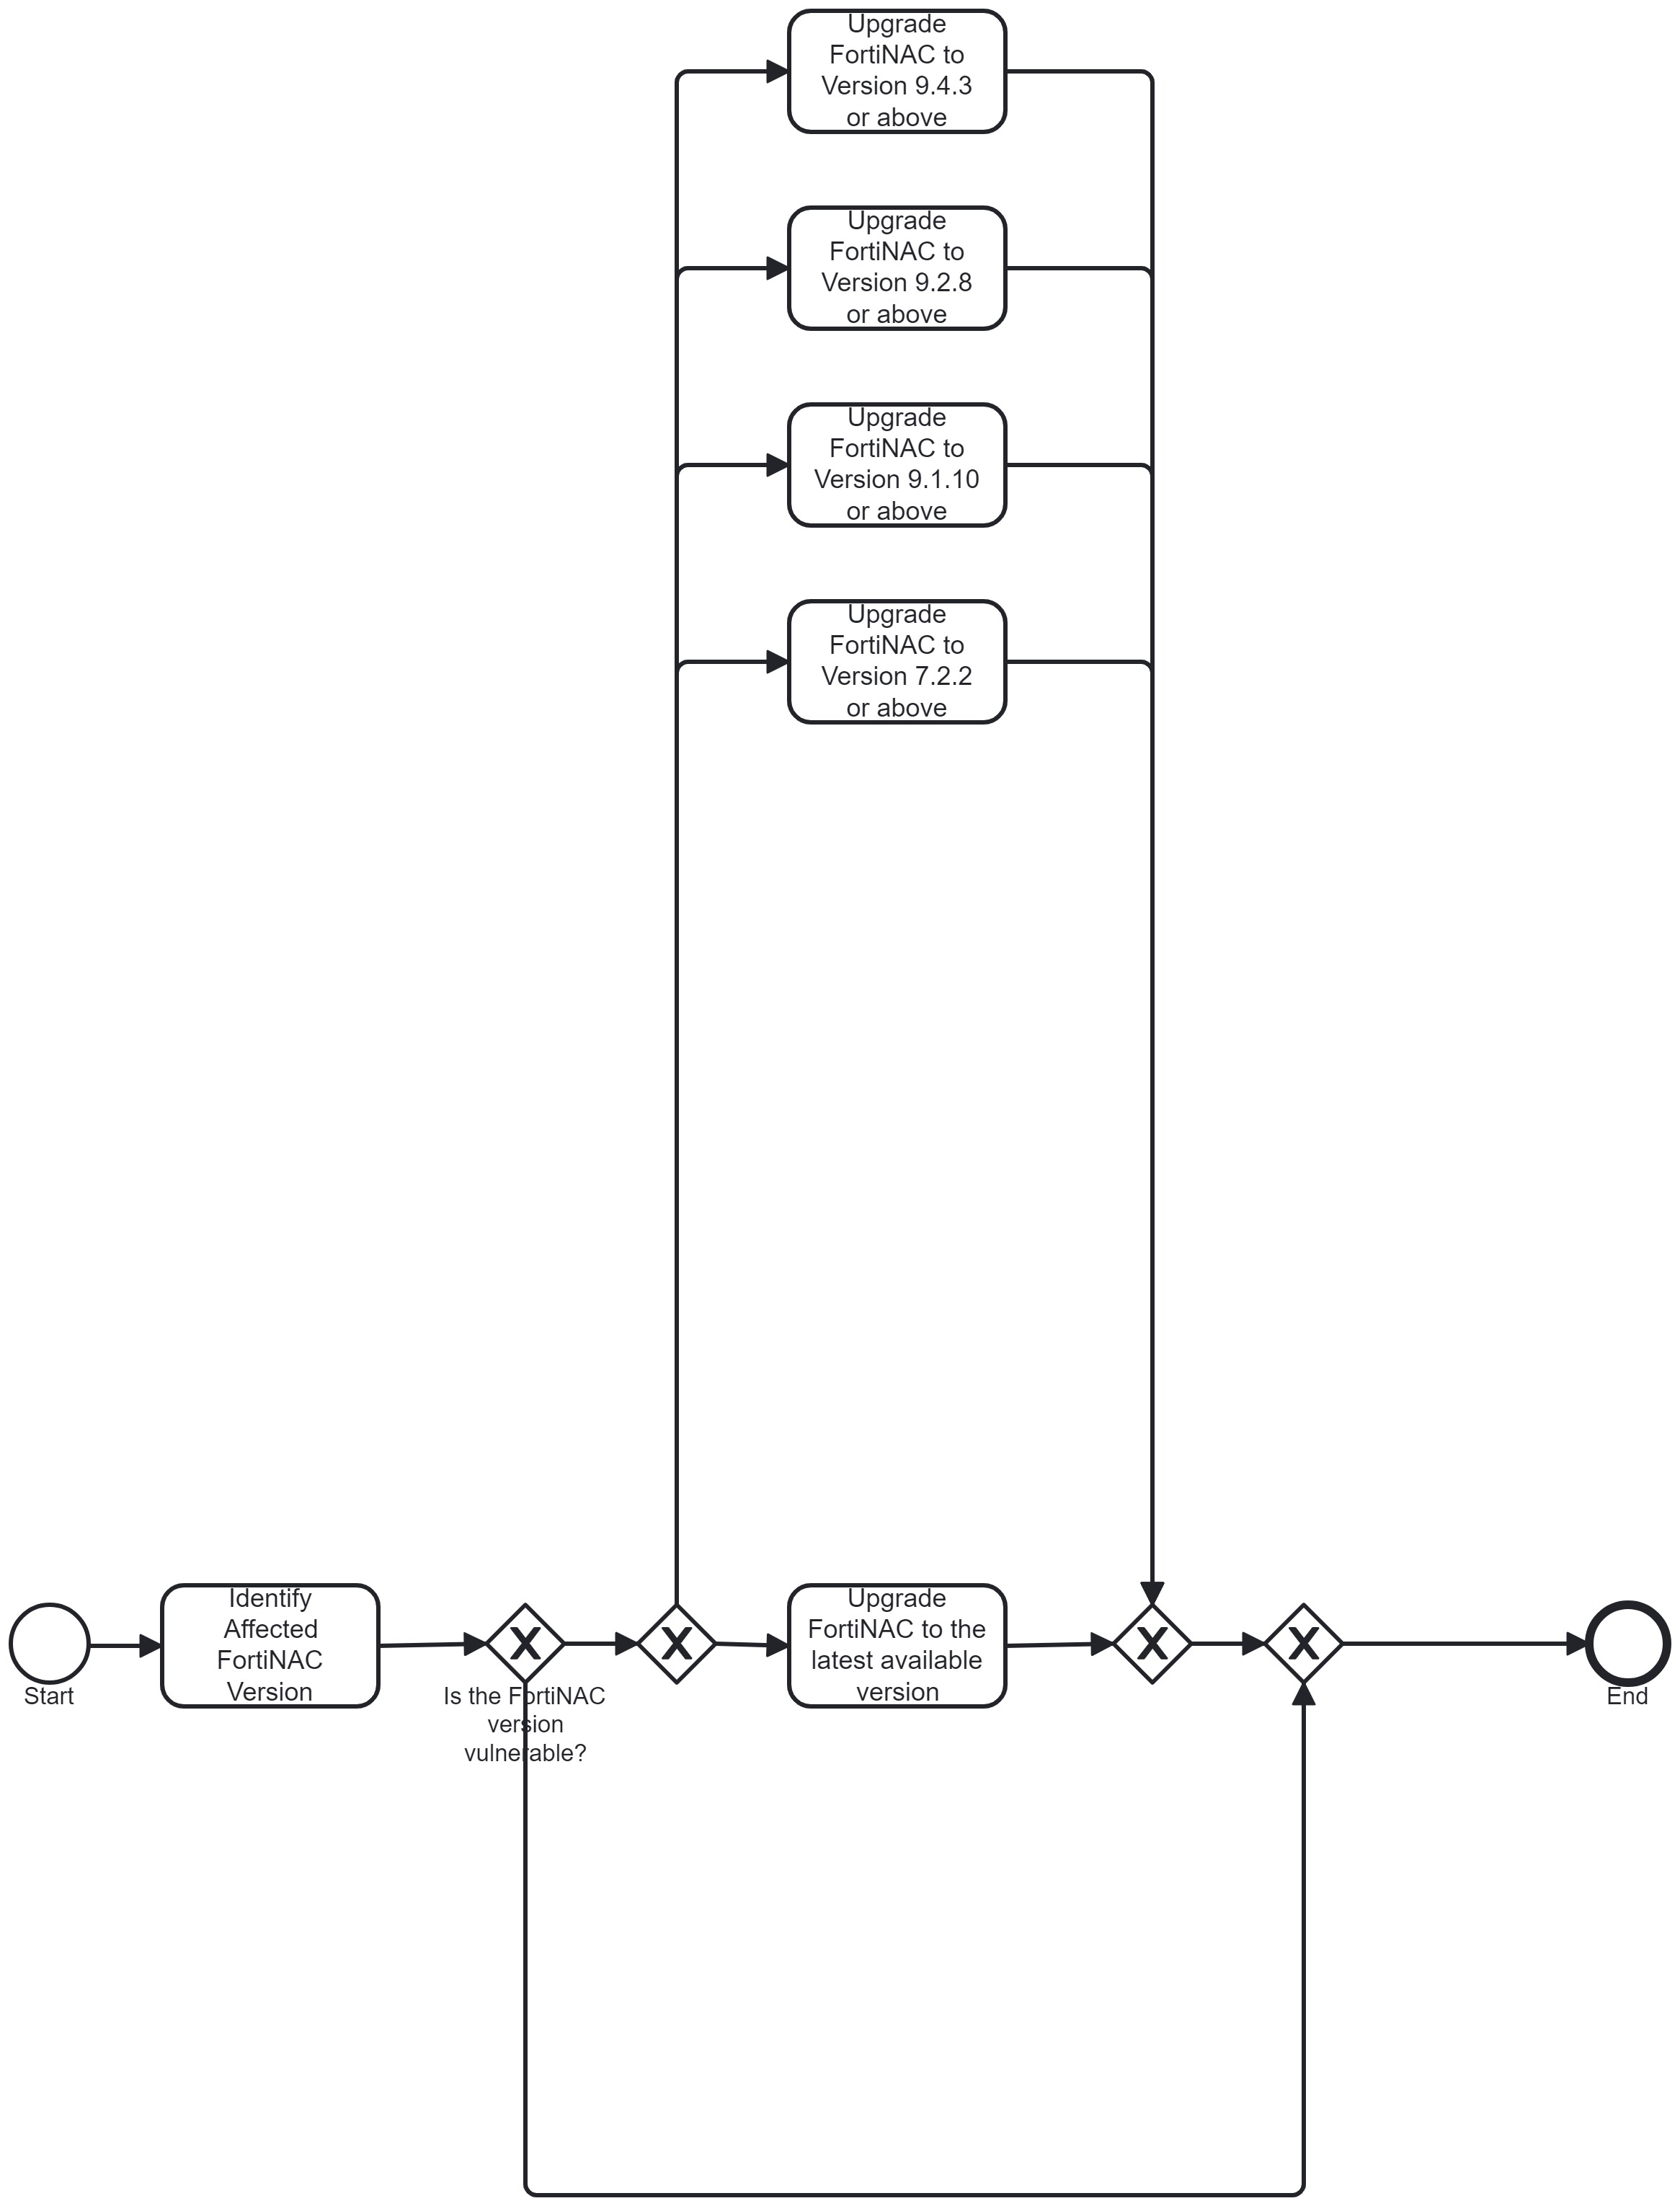 Upgrade
FortiNAC to
Version 9.4.3
or above
Upgrade
FortiNAC to
Version 9.2.8
or above
Upgrade
FortiNAC to
Version 9.1.10
or above
Upgrade
FortiNAC to
Version 7.2.2
or above
Start
Identify
Affected
FortiNAC
Version
X
Is the FortiNAC
version
vulnerable?
X
Upgrade
FortiNAC to the
latest available
version
X
X
End